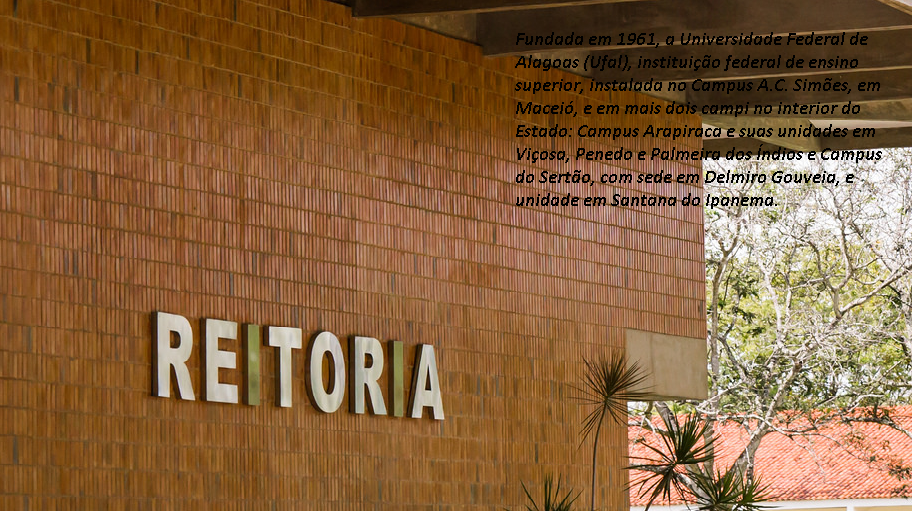 Fundada em 1961, a Universidade Federal de
Alagoas (Ufal), instituição federal de ensino
superior, instalada no Campus A.C. Simões, em
Maceió, e em mais dois campi no interior do
Estado: Campus Arapiraca e suas unidades em
Viçosa, Penedo e Palmeira dos Índios e Campus
do Sertão, com sede em Delmiro Gouveia, e
unidade em Santana do Ipanema.
REITORIA